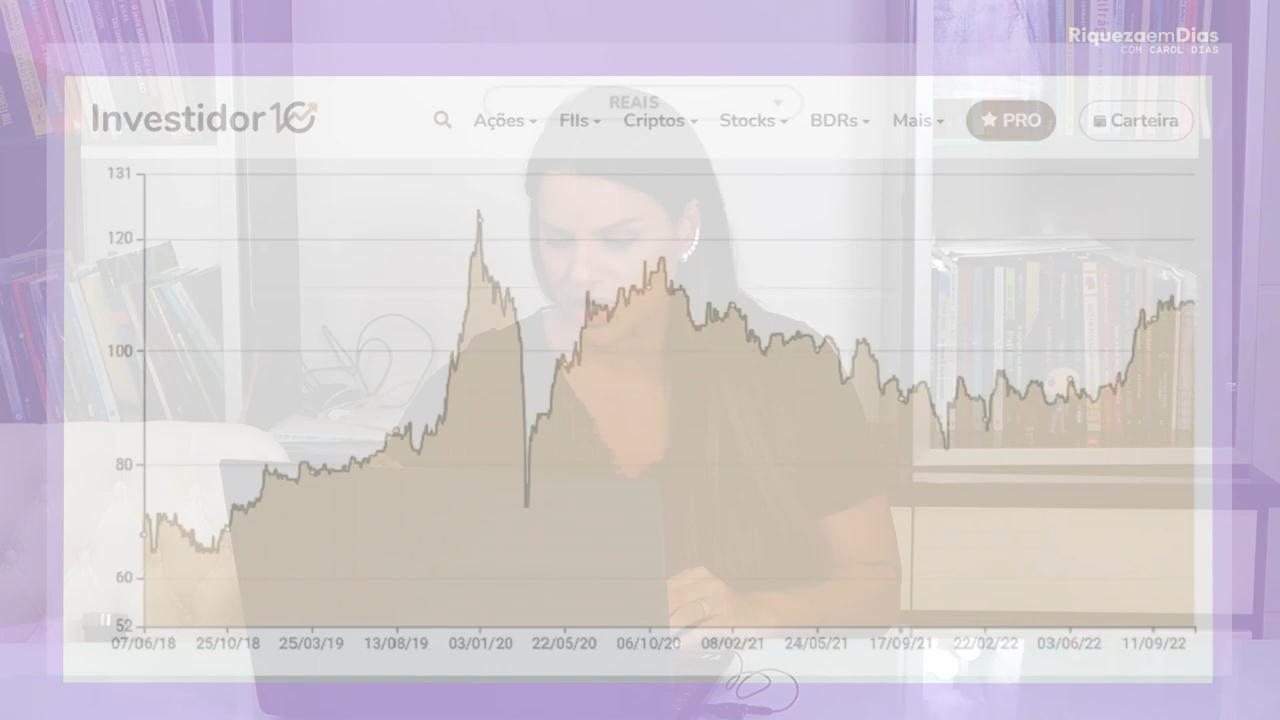 RiquezaemDias
COM CAROL DIAS
Investidor10
REAIS
Ações
FIIs
Criptos
Stocks
BDRs
Mais
PRO
Carteira
131
120
100
80
60
52
07/06/18
25/10/18
25/03/19
13/08/19
03/01/20
22/05/20
06/10/20
08/02/21
24/05/21
17/09/21
22/02/22
03/06/22
11/09/22